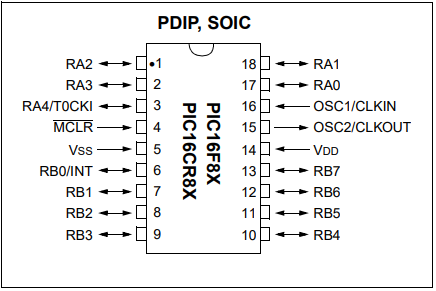 PDIP, SOIC
RA2 1 18 RA1
RA3 2 17 RA0
RA4/T0CKI 3 16 OSC1/CLKIN
MCLR 4 15 OSC2/CLKOUT
VSS 5 14 VDD
RB0/INT 6 13 RB7
RB1 7 12 RB6
RB2 8 11 RB5
RB3 9 10 RB4
PIC16F8X
PIC16CR8X